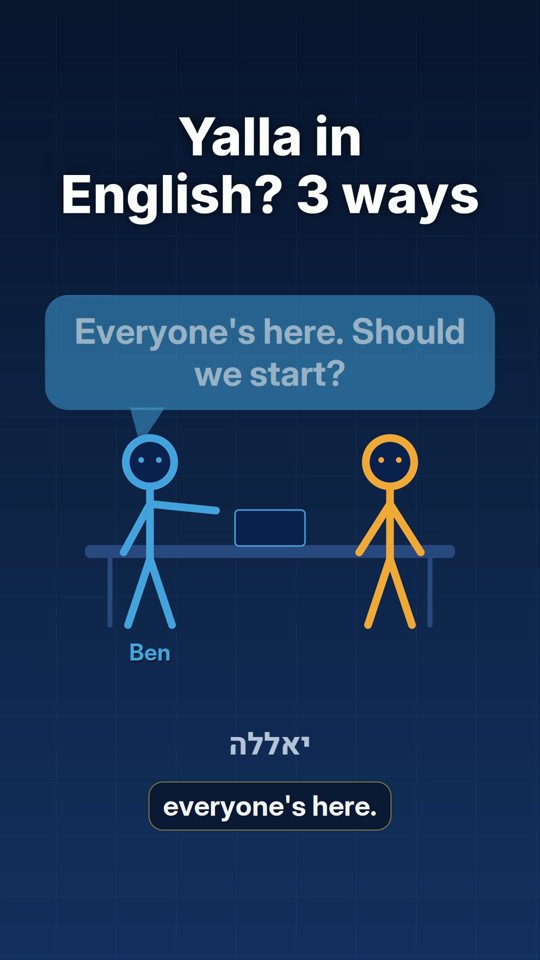 Yalla in
English? 3 ways
Everyone's here. Should
we start?
Ben
יאללה
everyone's here.